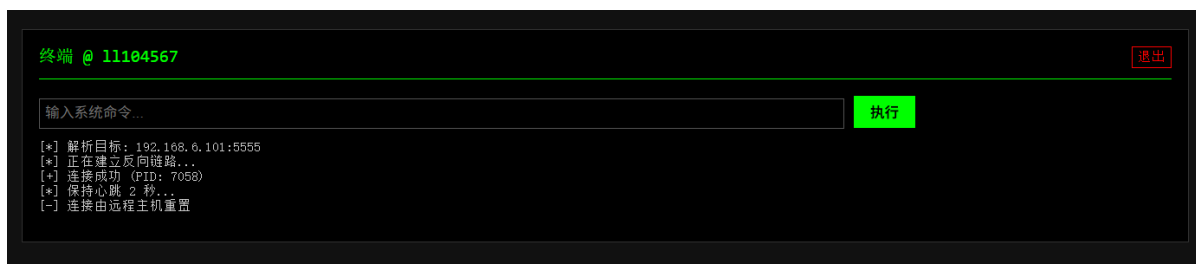 终端 @ ll104567
退出
输入系统命令...
执行
[*] 解析目标: 192.168.6.101:5555
[*] 正在建立反向链路...
[+] 连接成功 (PID: 7058)
[*] 保持心跳 2 秒...
[-] 连接由远程主机重置